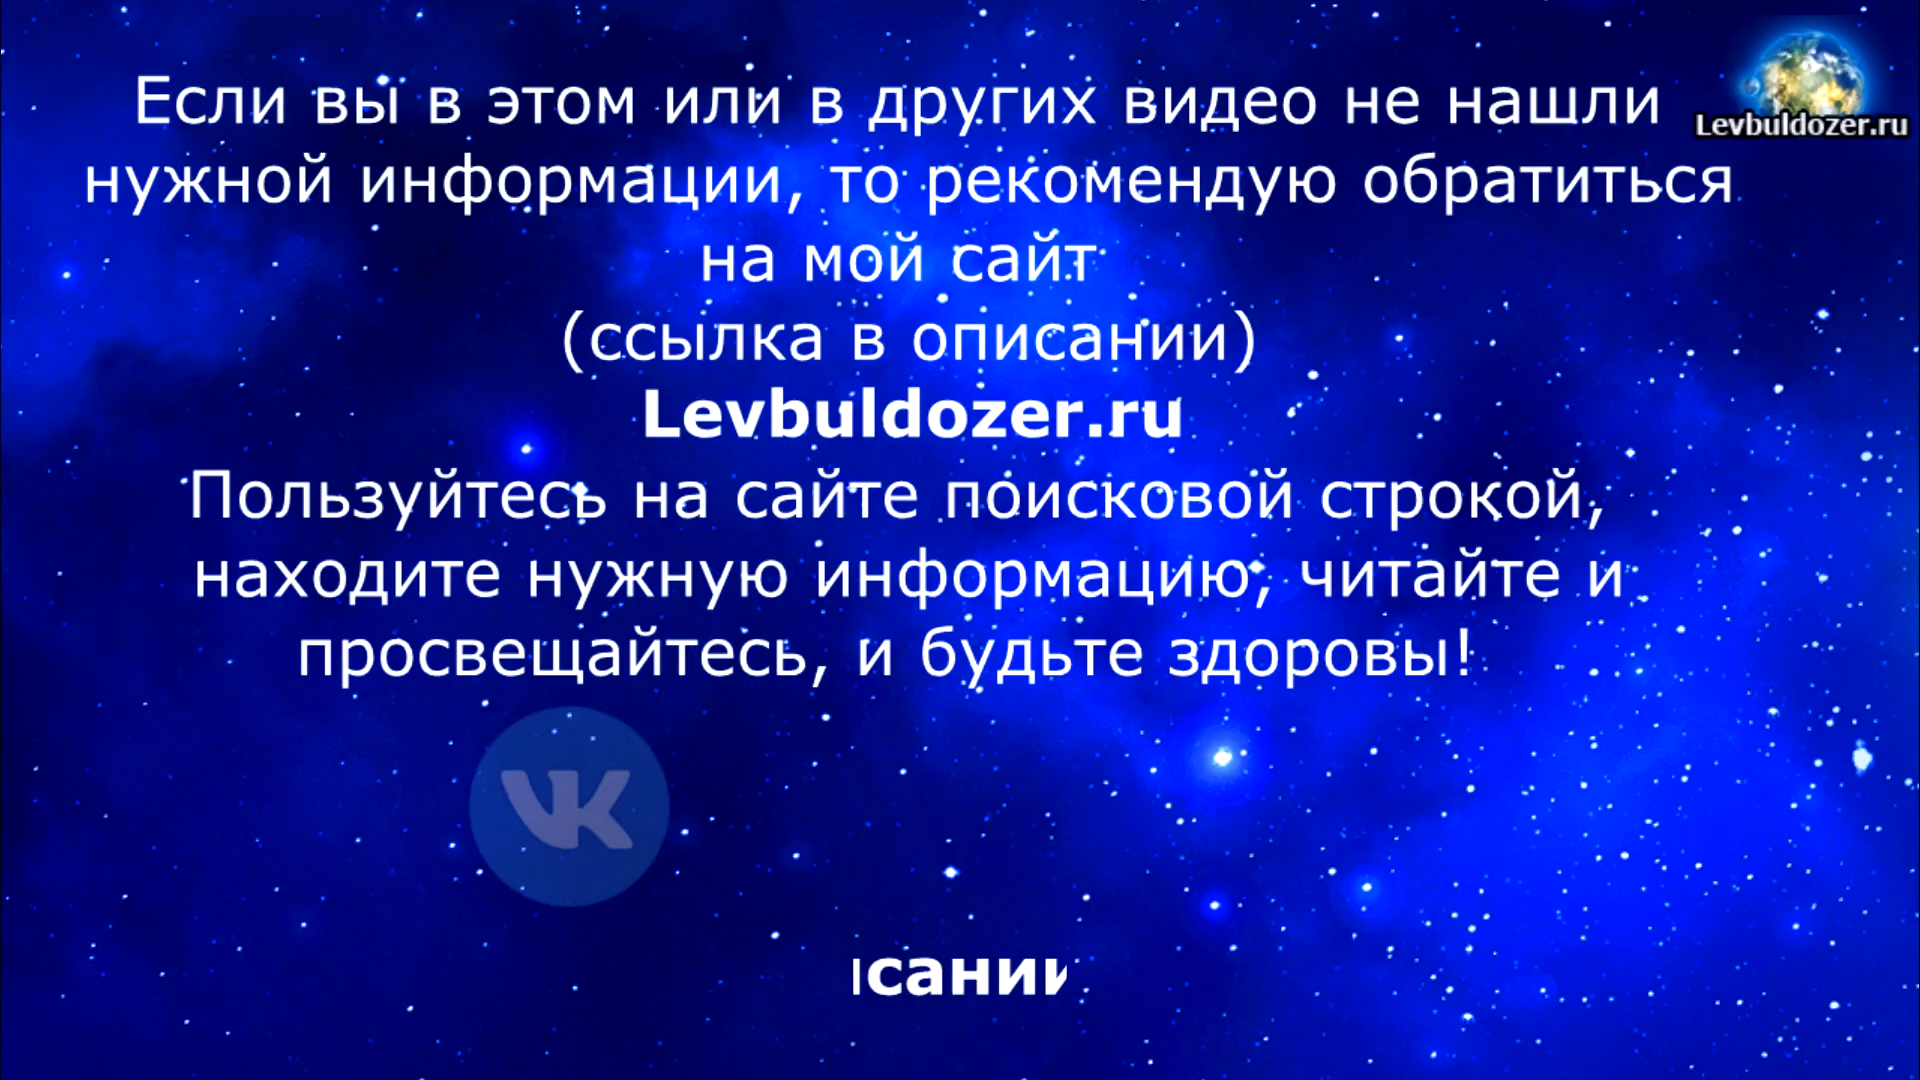 Levbuldozer.ru
Если вы в этом или в других видео не нашли
нужной информации, то рекомендую обратиться
на мой сайт
(ссылка в описании)
Levbuldozer.ru
Пользуйтесь на сайте поисковой строкой,
находите нужную информацию, читайте и
просвещайтесь, и будьте здоровы!
VK